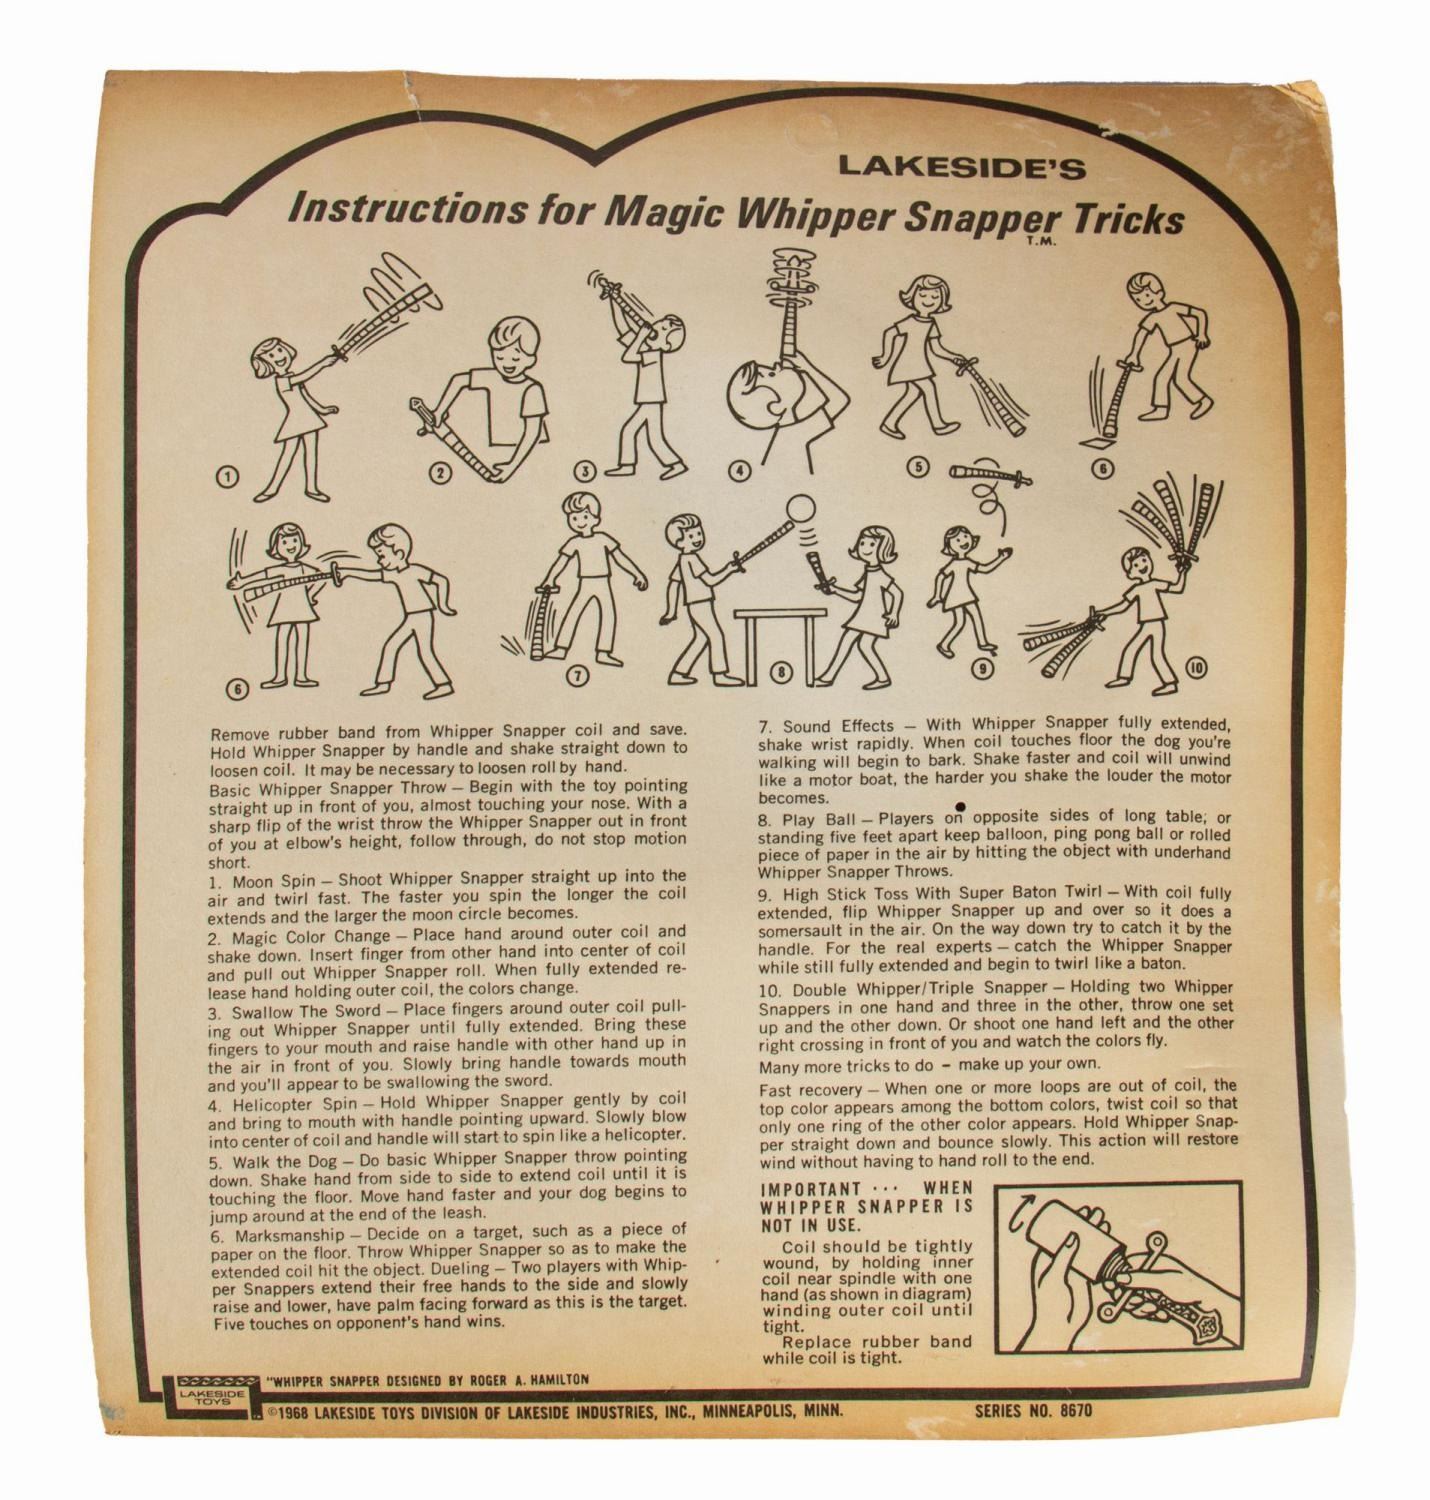 LAKESIDE'S
Instructions for Magic Whipper Snapper Tricks
T.M.
1
2
3
4
5
6
6
7
8
9
10
Remove rubber band from Whipper Snapper coil and save.
Hold Whipper Snapper by handle and shake straight down to
loosen coil. It may be necessary to loosen roll by hand.
Basic Whipper Snapper Throw — Begin with the toy pointing
straight up in front of you, almost touching your nose. With a
sharp flip of the wrist throw the Whipper Snapper out in front
of you at elbow's height, follow through, do not stop motion
short.
1. Moon Spin — Shoot Whipper Snapper straight up into the
air and twirl fast. The faster you spin the longer the coil
extends and the larger the moon circle becomes.
2. Magic Color Change — Place hand around outer coil and
shake down. Insert finger from other hand into center of coil
and pull out Whipper Snapper roll. When fully extended re-
lease hand holding outer coil, the colors change.
3. Swallow The Sword — Place fingers around outer coil pull-
ing out Whipper Snapper until fully extended. Bring these
fingers to your mouth and raise handle with other hand up in
the air in front of you. Slowly bring handle towards mouth
and you'll appear to be swallowing the sword.
4. Helicopter Spin — Hold Whipper Snapper gently by coil
and bring to mouth with handle pointing upward. Slowly blow
into center of coil and handle will start to spin like a helicopter.
5. Walk the Dog — Do basic Whipper Snapper throw pointing
down. Shake hand from side to side to extend coil until it is
touching the floor. Move hand faster and your dog begins to
jump around at the end of the leash.
6. Marksmanship — Decide on a target, such as a piece of
paper on the floor. Throw Whipper Snapper so as to make the
extended coil hit the object. Dueling — Two players with Whip-
per Snappers extend their free hands to the side and slowly
raise and lower, have palm facing forward as this is the target.
Five touches on opponent's hand wins.
7. Sound Effects — With Whipper Snapper fully extended,
shake wrist rapidly. When coil touches floor the dog you're
walking will begin to bark. Shake faster and coil will unwind
like a motor boat, the harder you shake the louder the motor
becomes.
8. Play Ball — Players on opposite sides of long table; or
standing five feet apart keep balloon, ping pong ball or rolled
piece of paper in the air by hitting the object with underhand
Whipper Snapper Throws.
9. High Stick Toss With Super Baton Twirl — With coil fully
extended, flip Whipper Snapper up and over so it does a
somersault in the air. On the way down try to catch it by the
handle. For the real experts — catch the Whipper Snapper
while still fully extended and begin to twirl like a baton.
10. Double Whipper/Triple Snapper — Holding two Whipper
Snappers in one hand and three in the other, throw one set
up and the other down. Or shoot one hand left and the other
right crossing in front of you and watch the colors fly.
Many more tricks to do – make up your own.
Fast recovery — When one or more loops are out of coil, the
top color appears among the bottom colors, twist coil so that
only one ring of the other color appears. Hold Whipper Snap-
per straight down and bounce slowly. This action will restore
wind without having to hand roll to the end.
IMPORTANT ... WHEN
WHIPPER SNAPPER IS
NOT IN USE.
Coil should be tightly
wound, by holding inner
coil near spindle with one
hand (as shown in diagram)
winding outer coil until
tight.
Replace rubber band
while coil is tight.
LAKESIDE
TOYS
"WHIPPER SNAPPER DESIGNED BY ROGER A. HAMILTON
©1968 LAKESIDE TOYS DIVISION OF LAKESIDE INDUSTRIES, INC., MINNEAPOLIS, MINN.
SERIES NO. 8670